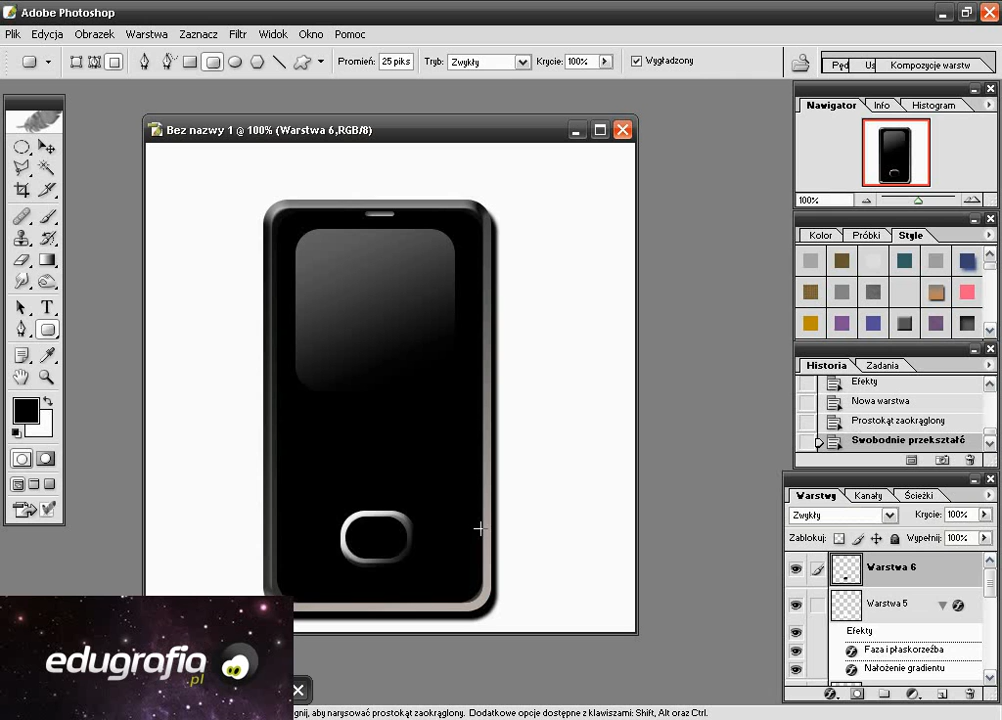 Adobe Photoshop
Plik Edycja Obrazek Warstwa Zaznacz Filtr Widok Okno Pomoc
Promień: 25 piks Tryb: Zwykły Krycie: 100% Wygładzony
Pęd Us Kompozycje warstw
Bez nazwy 1 @ 100% (Warstwa 6,RGB/8)
Nawigator Info Histogram
100%
Kolor Próbki Style
Historia Zadania
Efekty
Nowa warstwa
Prostokąt zaokrąglony
Swobodnie przekształć
Warstwy Kanały Ścieżki
Zwykły Krycie: 100%
Zablokuj: Wypełnij: 100%
Warstwa 6
Warstwa 5
Efekty
Faza i płaskorzeźba
Nałożenie gradientu
edugrafia
.pl
gnij, aby narysować prostokąt zaokrąglony. Dodatkowe opcje dostępne z klawiszami: Shift, Alt oraz Ctrl.